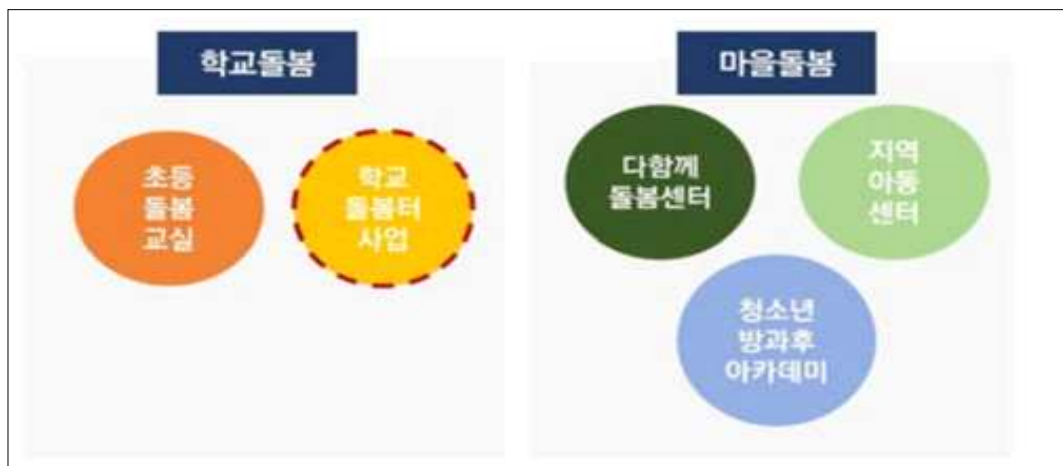 학교돌봄
초등
돌봄
교실
학교
돌봄터
사업
마을돌봄
다함께
돌봄센터
지역
아동
센터
청소년
방과후
아카데미